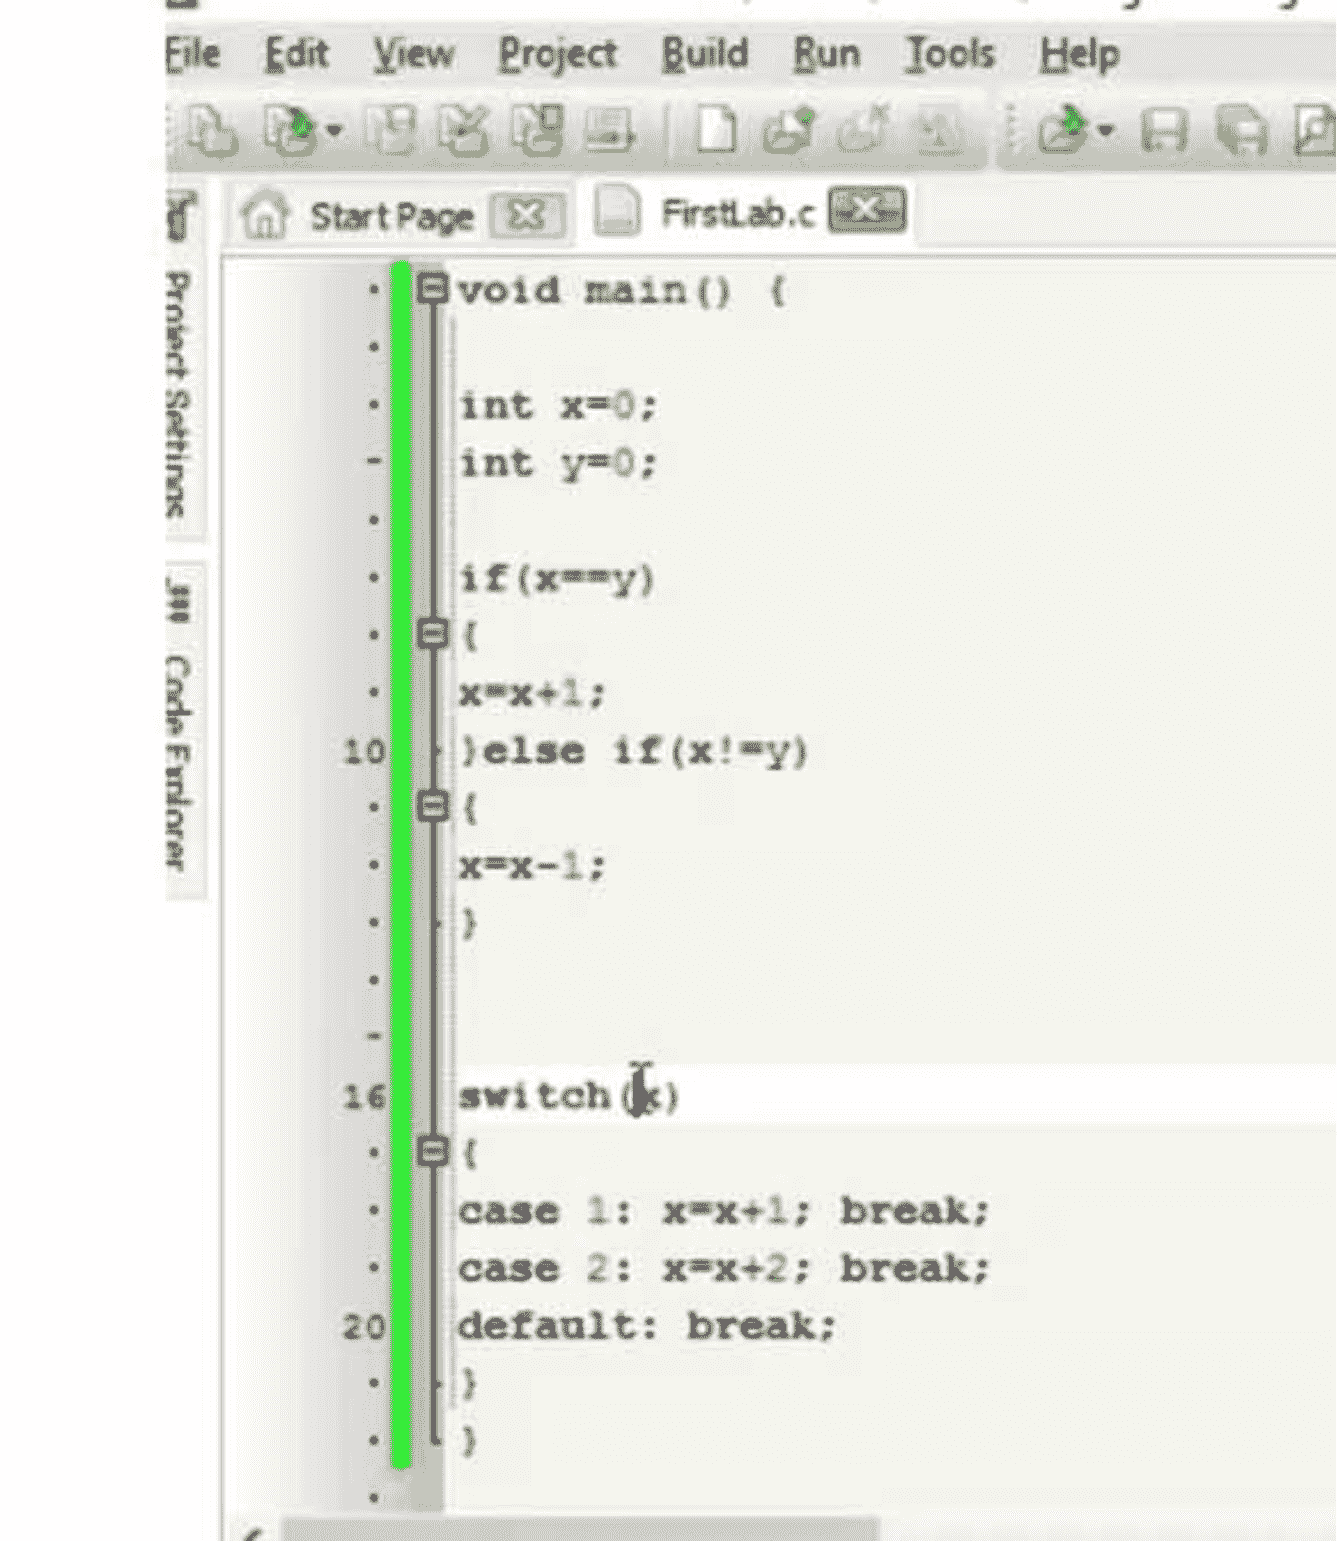 File Edit View Project Build Run Tools Help
Start Page FirstLab.c
Project Settings
Code Explorer
void main() {
int x=0;
int y=0;
if(x==y)
{
x=x+1;
10 }else if(x!=y)
{
x=x-1;
}
16 switch(x)
{
case 1: x=x+1; break;
case 2: x=x+2; break;
20 default: break;
}
}